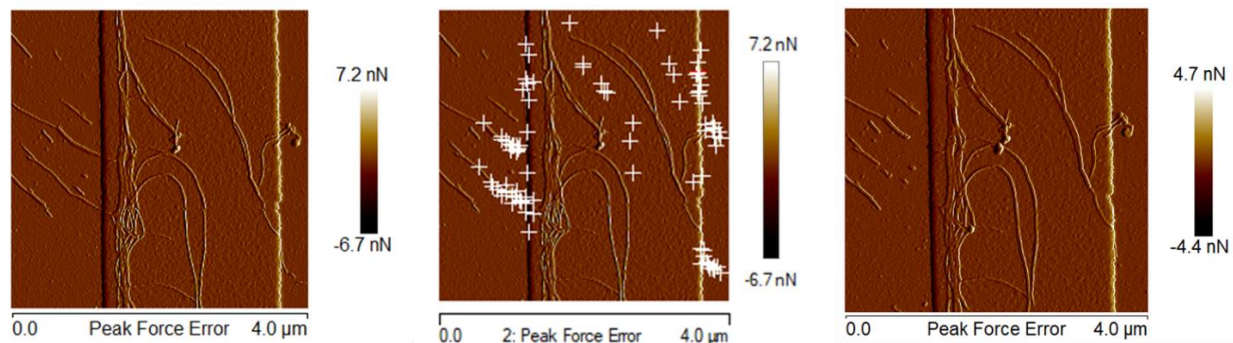 7.2 nN
-6.7 nN
0.0 Peak Force Error 4.0 µm
7.2 nN
-6.7 nN
0.0 2: Peak Force Error 4.0 µm
4.7 nN
-4.4 nN
0.0 Peak Force Error 4.0 µm